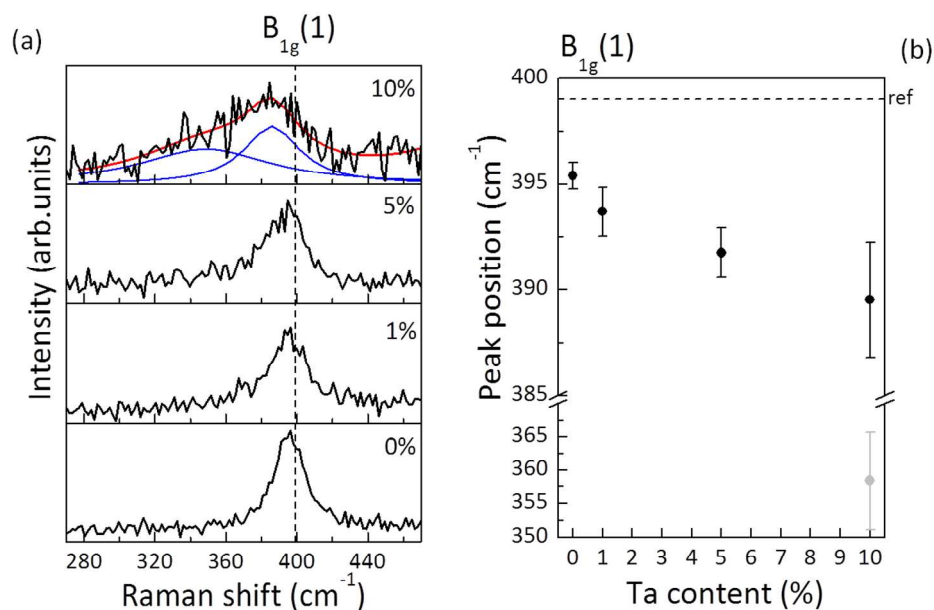 (a)
B1g(1)
10%
5%
1%
0%
Intensity (arb.units)
280 320 360 400 440
Raman shift (cm-1)
B1g(1)
(b)
400
ref
395
390
385
365
360
355
350
Peak position (cm-1)
0 1 2 3 4 5 6 7 8 9 10
Ta content (%)